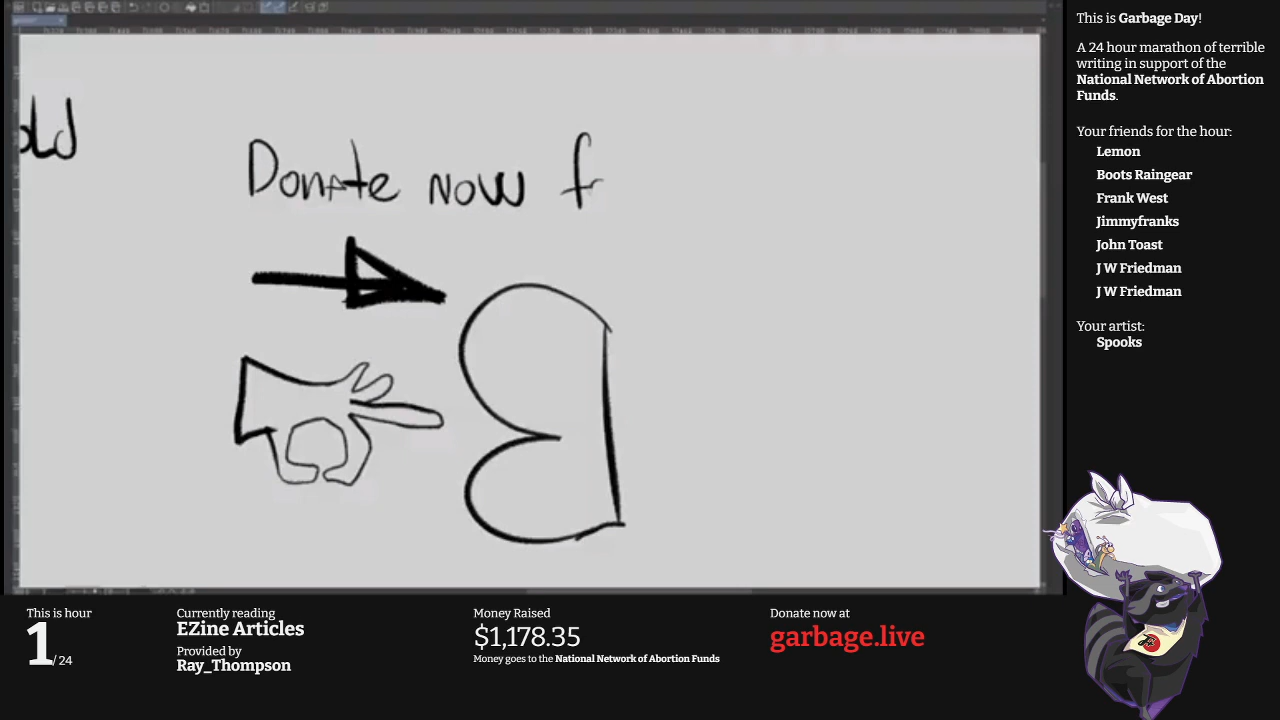 old
Donate now f
This is Garbage Day!
A 24 hour marathon of terrible
writing in support of the
National Network of Abortion
Funds.
Your friends for the hour:
Lemon
Boots Raingear
Frank West
Jimmyfranks
John Toast
J W Friedman
J W Friedman
Your artist:
Spooks
This is hour
1 / 24
Currently reading
EZine Articles
Provided by
Ray_Thompson
Money Raised
$1,178.35
Money goes to the National Network of Abortion Funds
Donate now at
garbage.live